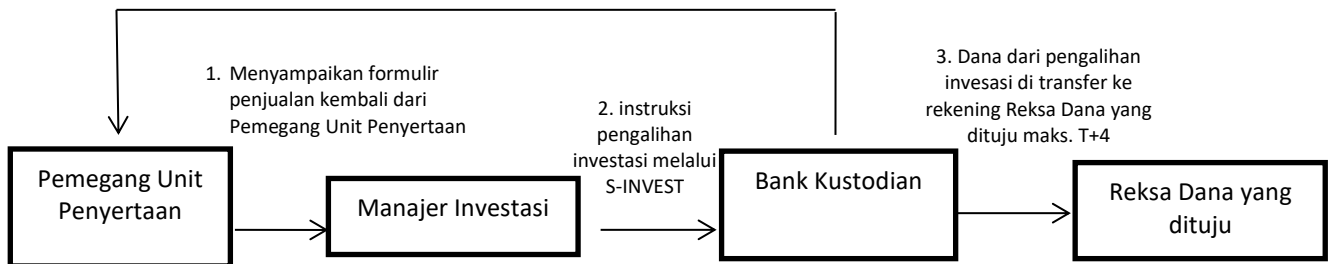 1. Menyampaikan formulir
penjualan kembali dari
Pemegang Unit Penyertaan
2. instruksi
pengalihan
investasi melalui
S-INVEST
3. Dana dari pengalihan
invesasi di transfer ke
rekening Reksa Dana yang
dituju maks. T+4
Pemegang Unit
Penyertaan
Manajer Investasi
Bank Kustodian
Reksa Dana yang
dituju